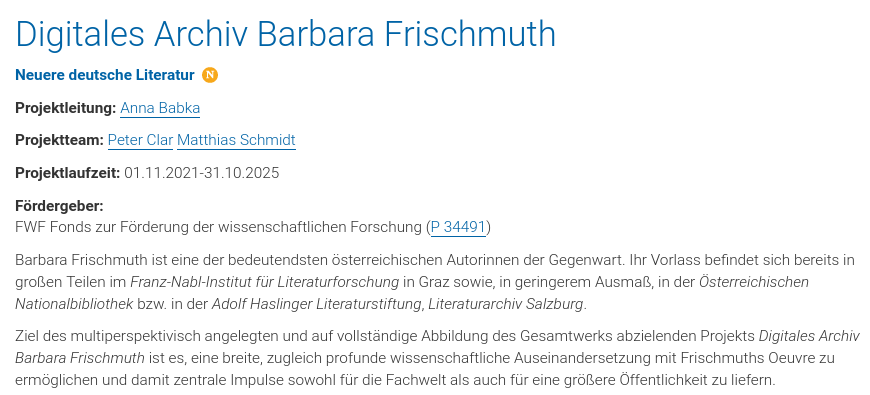 Digitales Archiv Barbara Frischmuth
Neuere deutsche Literatur N
Projektleitung: Anna Babka
Projektteam: Peter Clar Matthias Schmidt
Projektlaufzeit: 01.11.2021-31.10.2025
Fördergeber:
FWF Fonds zur Förderung der wissenschaftlichen Forschung (P 34491)
Barbara Frischmuth ist eine der bedeutendsten österreichischen Autorinnen der Gegenwart. Ihr Vorlass befindet sich bereits in
großen Teilen im Franz-Nabl-Institut für Literaturforschung in Graz sowie, in geringerem Ausmaß, in der Österreichischen
Nationalbibliothek bzw. in der Adolf Haslinger Literaturstiftung, Literaturarchiv Salzburg.
Ziel des multiperspektivisch angelegten und auf vollständige Abbildung des Gesamtwerks abzielenden Projekts Digitales Archiv
Barbara Frischmuth ist es, eine breite, zugleich profunde wissenschaftliche Auseinandersetzung mit Frischmuths Oeuvre zu
ermöglichen und damit zentrale Impulse sowohl für die Fachwelt als auch für eine größere Öffentlichkeit zu liefern.